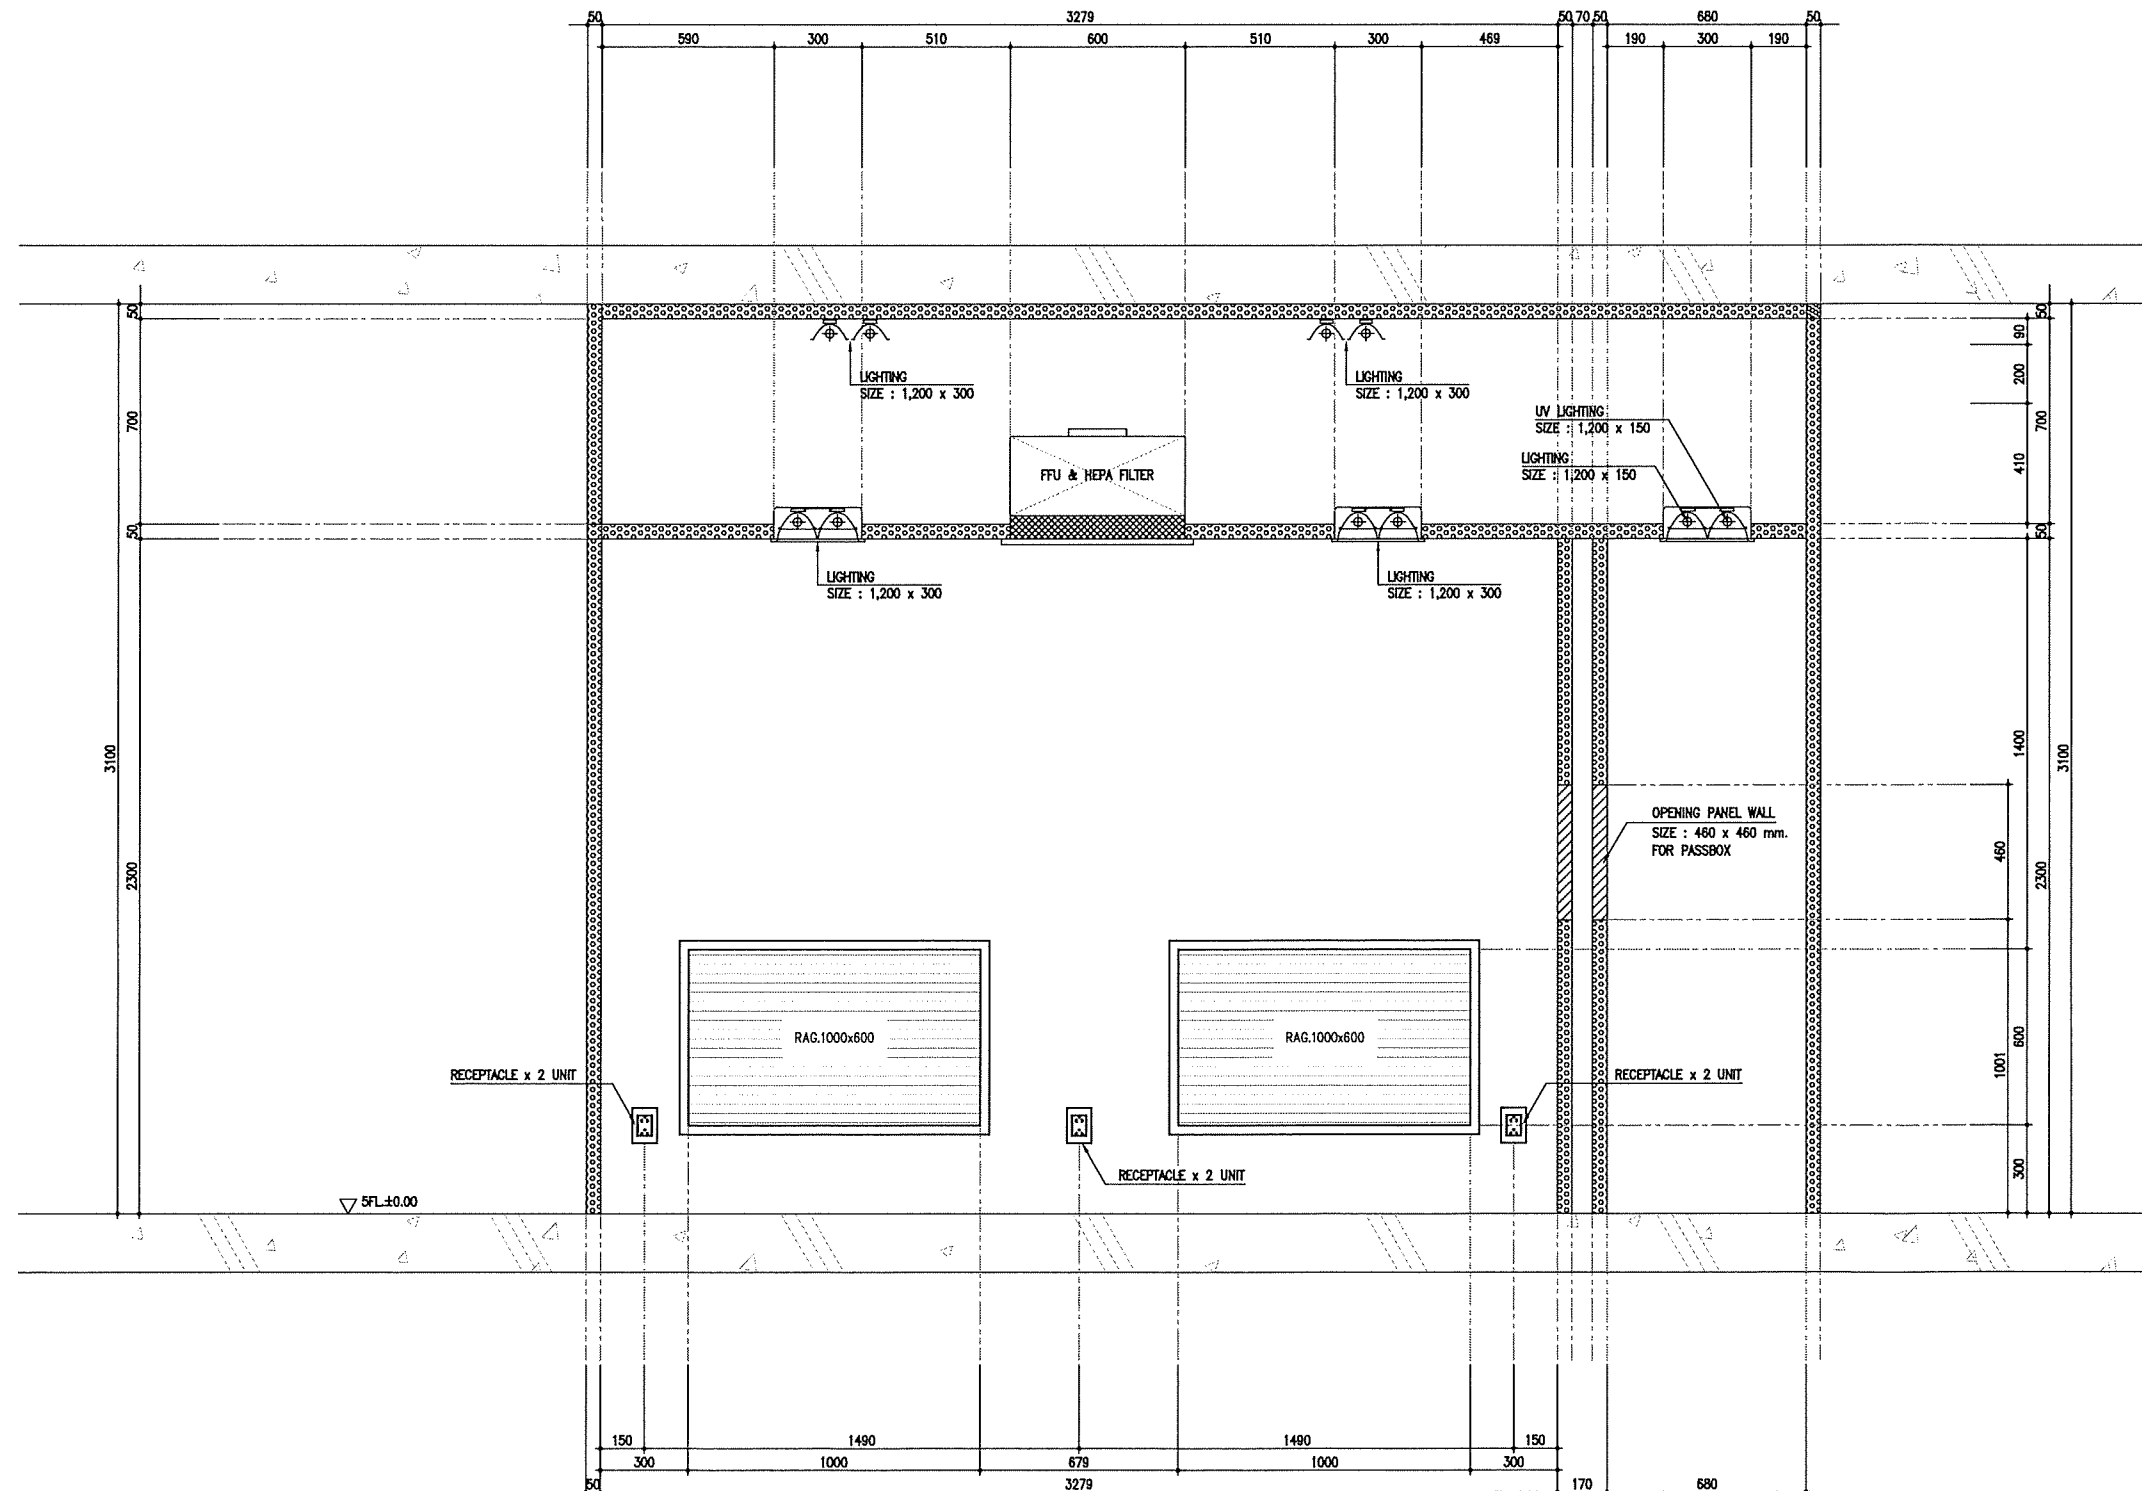 50 3279 50 70 50 680 50
590 300 510 600 510 300 469 190 300 190
50
700
50
2300
3100
LIGHTING
SIZE : 1,200 x 300
LIGHTING
SIZE : 1,200 x 300
UV LIGHTING
SIZE : 1,200 x 150
LIGHTING
SIZE : 1,200 x 150
FFU & HEPA FILTER
LIGHTING
SIZE : 1,200 x 300
LIGHTING
SIZE : 1,200 x 300
50
90
200
700
410
50
1400
3100
OPENING PANEL WALL
SIZE : 460 x 460 mm.
FOR PASSBOX
460
2300
RAG.1000x600
RAG.1000x600
600
1001
RECEPTACLE x 2 UNIT
RECEPTACLE x 2 UNIT
RECEPTACLE x 2 UNIT
300
5FL.±0.00
150 1490 1490 150
300 1000 679 1000 300
50 3279 170 680